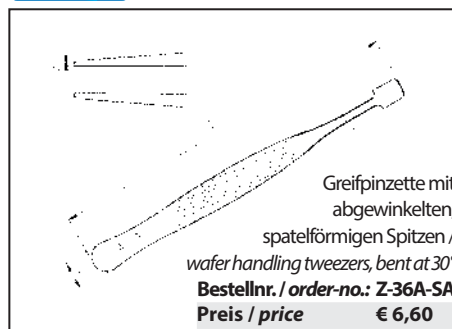 Greifpinzette mit
abgewinkelten,
spatelförmigen Spitzen /
wafer handling tweezers, bent at 30°
Bestellnr. / order-no.: Z-36A-SA
Preis / price € 6,60